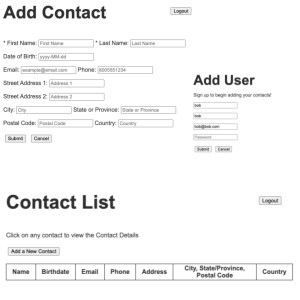 Add Contact
Logout
* First Name: First Name * Last Name: Last Name
Date of Birth: yyyy-MM-dd
Email: example@email.com Phone: 8005551234
Street Address 1: Address 1
Street Address 2: Address 2
City: City State or Province: State or Province
Postal Code: Postal Code Country: Country
Submit Cancel
Add User
Sign up to begin adding your contacts!
bob
bob
bob@bob.com
Password
Submit Cancel
Contact List
Logout
Click on any contact to view the Contact Details
Add a New Contact
Name Birthdate Email Phone Address City, State/Province, Postal Code Country